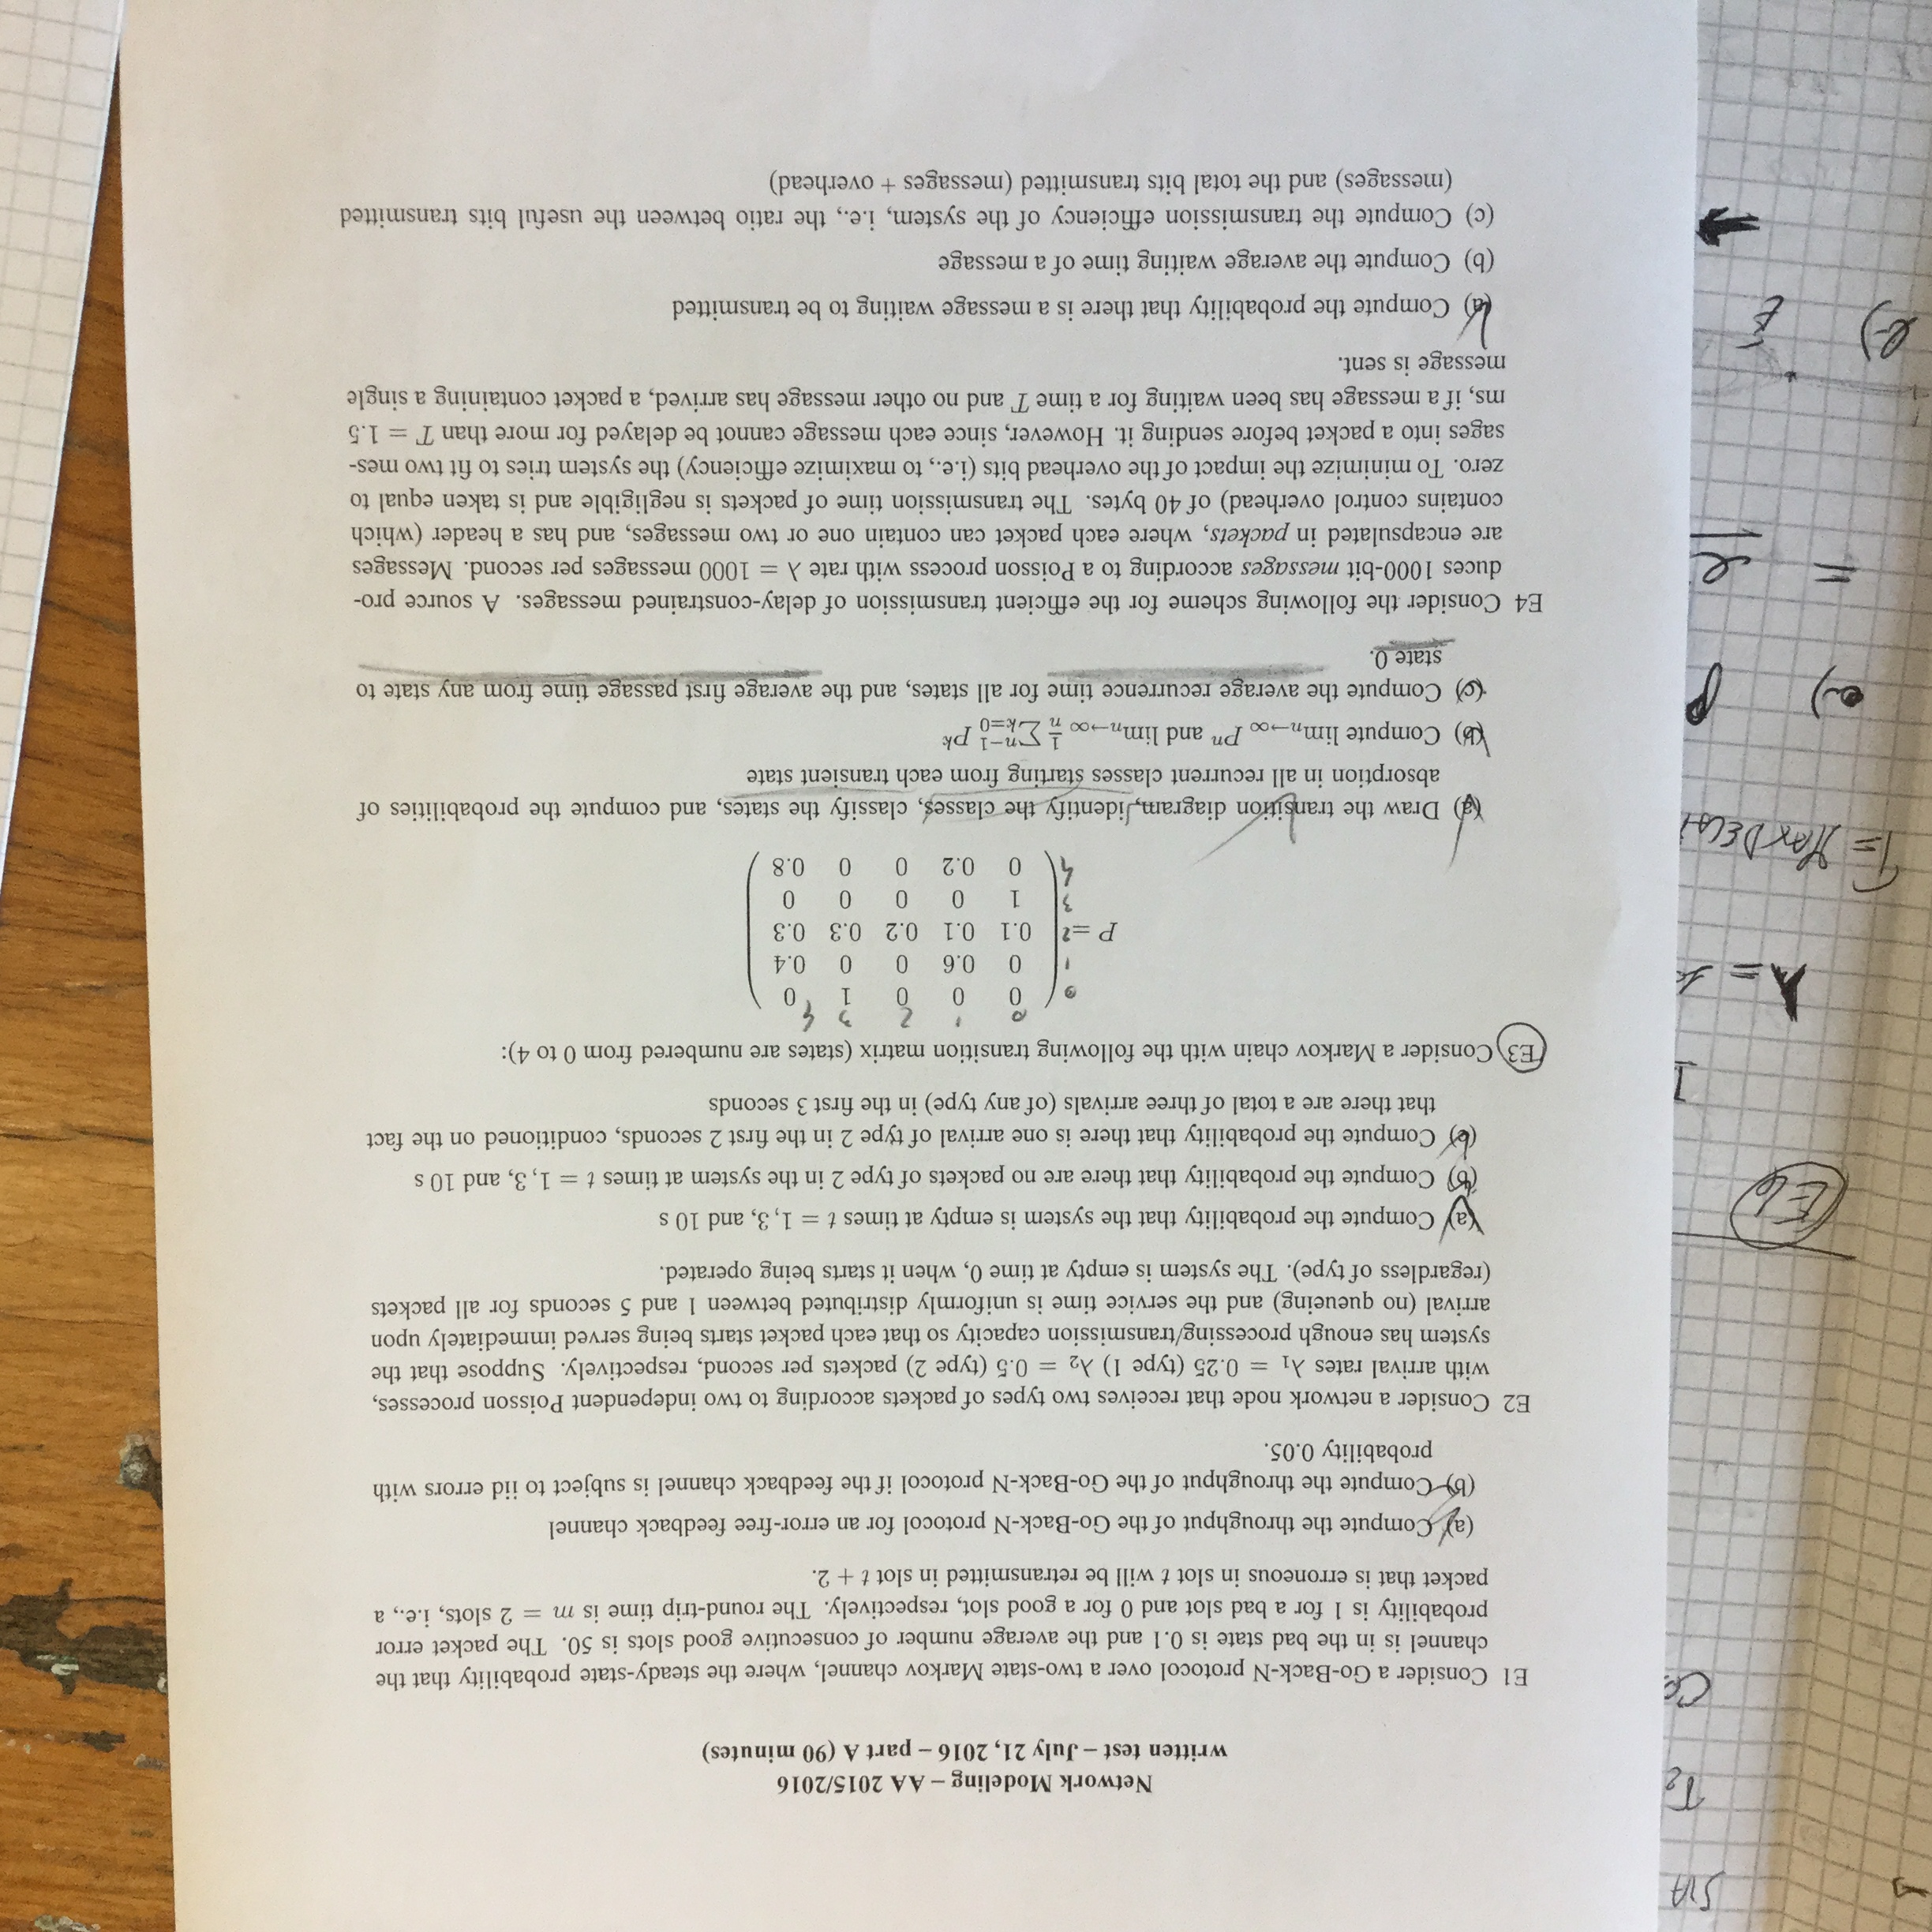 Network Modeling – AA 2015/2016
written test – July 21, 2016 – part A (90 minutes)
E1 Consider a Go-Back-N protocol over a two-state Markov channel, where the steady-state probability that the
channel is in the bad state is 0.1 and the average number of consecutive good slots is 50. The packet error
probability is 1 for a bad slot and 0 for a good slot, respectively. The round-trip time is m = 2 slots, i.e., a
packet that is erroneous in slot t will be retransmitted in slot t + 2.
(a) Compute the throughput of the Go-Back-N protocol for an error-free feedback channel
(b) Compute the throughput of the Go-Back-N protocol if the feedback channel is subject to iid errors with
probability 0.05.
E2 Consider a network node that receives two types of packets according to two independent Poisson processes,
with arrival rates λ1 = 0.25 (type 1) λ2 = 0.5 (type 2) packets per second, respectively. Suppose that the
system has enough processing/transmission capacity so that each packet starts being served immediately upon
arrival (no queueing) and the service time is uniformly distributed between 1 and 5 seconds for all packets
(regardless of type). The system is empty at time 0, when it starts being operated.
(a) Compute the probability that the system is empty at times t = 1, 3, and 10 s
(b) Compute the probability that there are no packets of type 2 in the system at times t = 1, 3, and 10 s
(c) Compute the probability that there is one arrival of type 2 in the first 2 seconds, conditioned on the fact
that there are a total of three arrivals (of any type) in the first 3 seconds
E3 Consider a Markov chain with the following transition matrix (states are numbered from 0 to 4):
0 1 2 3 4
0 0 0 0 1 0
1 0 0.6 0 0 0.4
P = 2 0.1 0.1 0.2 0.3 0.3
3 1 0 0 0 0
4 0 0.2 0 0 0.8
(a) Draw the transition diagram, identify the classes, classify the states, and compute the probabilities of
absorption in all recurrent classes starting from each transient state
(b) Compute lim n→∞ P^n and lim n→∞ 1/n ∑_{k=0}^{n−1} P^k
(c) Compute the average recurrence time for all states, and the average first passage time from any state to
state 0.
E4 Consider the following scheme for the efficient transmission of delay-constrained messages. A source pro-
duces 1000-bit messages according to a Poisson process with rate λ = 1000 messages per second. Messages
are encapsulated in packets, where each packet can contain one or two messages, and has a header (which
contains control overhead) of 40 bytes. The transmission time of packets is negligible and is taken equal to
zero. To minimize the impact of the overhead bits (i.e., to maximize efficiency) the system tries to fit two mes-
sages into a packet before sending it. However, since each message cannot be delayed for more than T = 1.5
ms, if a message has been waiting for a time T and no other message has arrived, a packet containing a single
message is sent.
(a) Compute the probability that there is a message waiting to be transmitted
(b) Compute the average waiting time of a message
(c) Compute the transmission efficiency of the system, i.e., the ratio between the useful bits transmitted
(messages) and the total bits transmitted (messages + overhead)
T2
E6
λ =
T = MAX DELA
a) P
= e
b) E